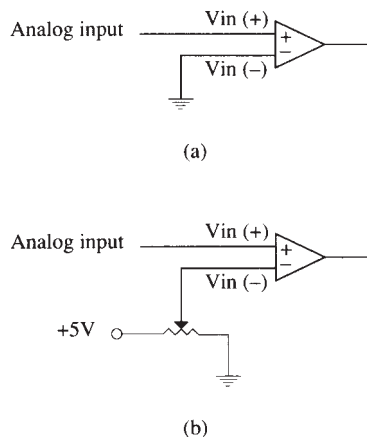 Vin (+)
Analog input
+
−
Vin (−)
(a)
Vin (+)
Analog input
+
−
Vin (−)
+5V
(b)